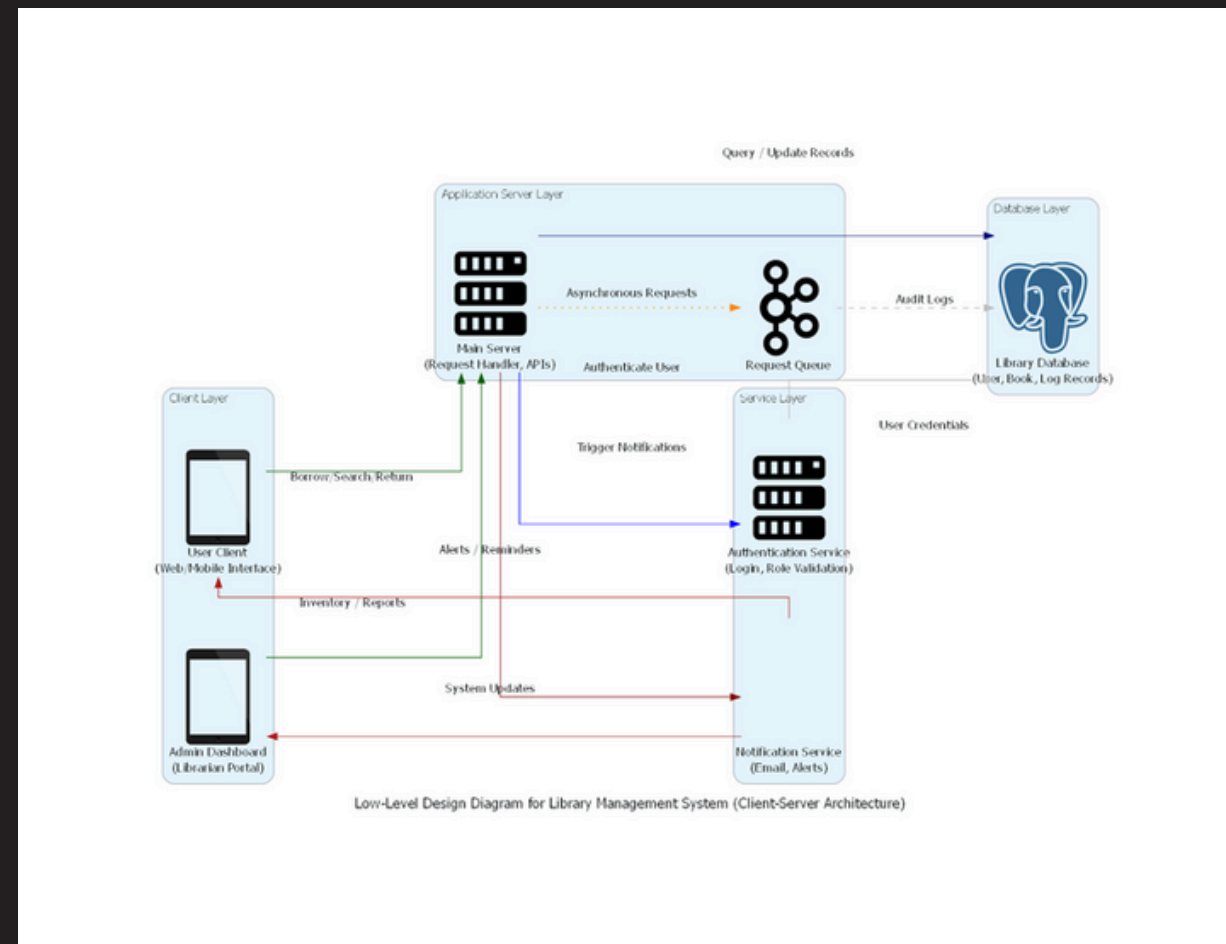 Query / Update Records
Application Server Layer
Database Layer
Asynchronous Requests
Audit Logs
Main Server
(Request Handler, APIs)
Authenticate User
Request Queue
Library Database
(User, Book, Log Records)
Client Layer
Service Layer
User Credentials
Trigger Notifications
Borrow/Search/Return
User Client
(Web/Mobile Interface)
Alerts / Reminders
Authentication Service
(Login, Role Validation)
Inventory / Reports
System Updates
Admin Dashboard
(Librarian Portal)
Notification Service
(Email, Alerts)
Low-Level Design Diagram for Library Management System (Client-Server Architecture)